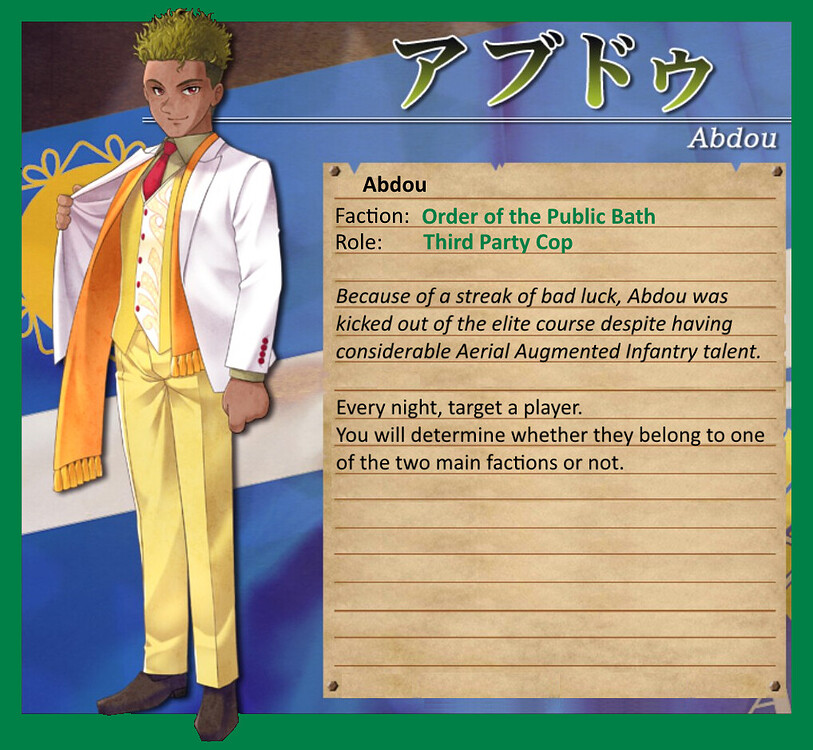 アブドゥ
Abdou
Abdou
Faction: Order of the Public Bath
Role: Third Party Cop
Because of a streak of bad luck, Abdou was
kicked out of the elite course despite having
considerable Aerial Augmented Infantry talent.
Every night, target a player.
You will determine whether they belong to one
of the two main factions or not.